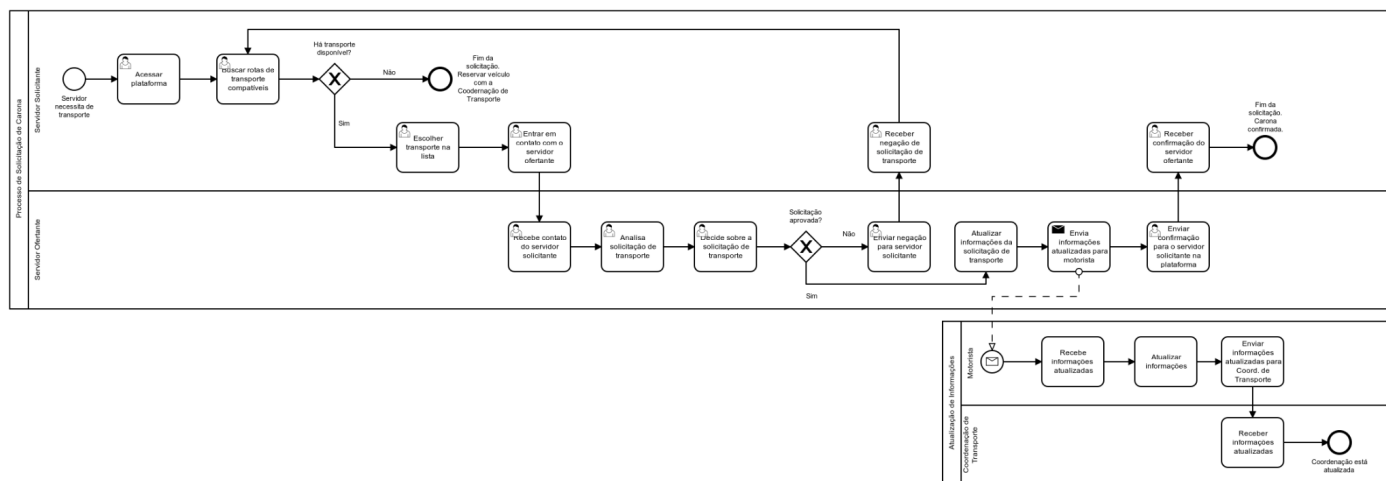 Processo de Solicitação de Carona
Servidor Solicitante
Servidor
necessita de
transporte
Acessar
plataforma
Buscar rotas de
transporte
compatíveis
Há transporte
disponível?
Não
Sim
Fim da
solicitação.
Reservar veículo
com a
Coodernação de
Transporte
Escolher
transporte na
lista
Entrar em
contato com o
servidor
ofertante
Receber
negação de
solicitação de
transporte
Receber
confirmação do
servidor
ofertante
Fim da
solicitação.
Carona
confirmada.
Servidor Ofertante
Recebe contato
do servidor
solicitante
Analisa
solicitação de
transporte
Decide sobre a
solicitação de
transporte
Solicitação
aprovada?
Não
Sim
Enviar negação
para servidor
solicitante
Atualizar
informações da
solicitação de
transporte
Envia
informações
atualizadas para
motorista
Enviar
confirmação
para o servidor
solicitante na
plataforma
Atualização de Informações
Motorista
Recebe
informações
atualizadas
Atualizar
informações
Enviar
informações
atualizadas para
Coord. de
Transporte
Coordenação de
Transporte
Receber
informações
atualizadas
Coordenação está
atualizada